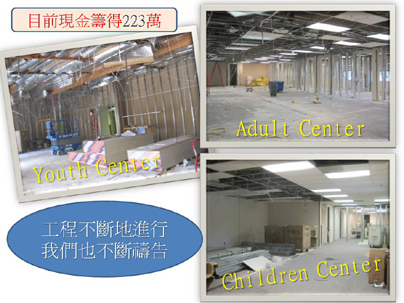 目前現金籌得223萬
Adult Center
Youth Center
Children Center
工程不斷地進行
我們也不斷禱告